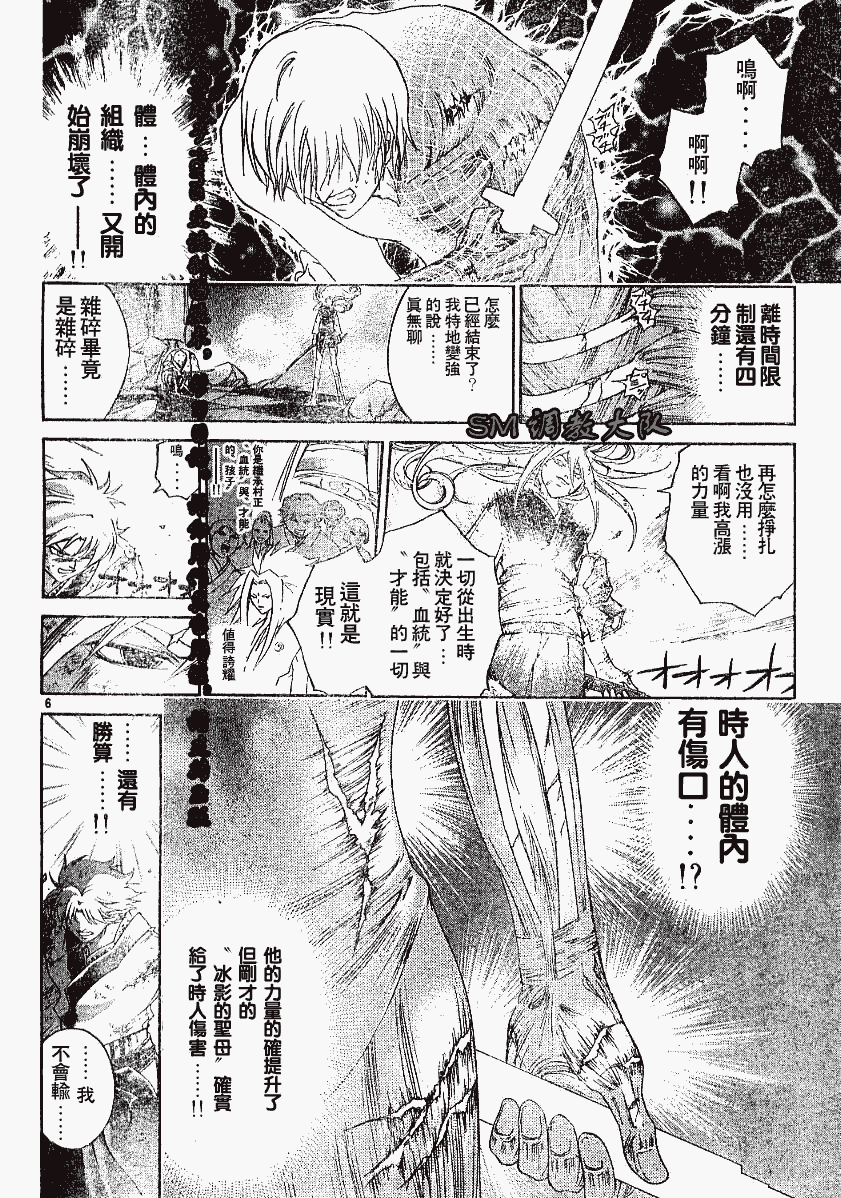 嗚啊‥‥
啊啊!!
體…體內的
組織……又開
始崩壞了——!!
離時間限
制還有四
分鐘……
怎麼
已經結束了?
我特地變強
的說……
真無聊
雜碎畢竟
是雜碎……
SM调教大队
再怎麼掙扎
也沒用……
看啊我高漲
的力量
一切從出生時
就決定好了…
包括〝血統〞與
〝才能〞的一切
這就是
現實!!
オオオオ
你是繼承村正
〝血統〞與〝才能〞
的〝孩子〞
——!!
值得誇耀
嗚……
6
時人的體內
有傷口‥‥!?
他的力量的確提升了
但剛才的
〝冰影的聖母〞確實
給了時人傷害……!!
……還有
勝算……!!
……我
不會輸……